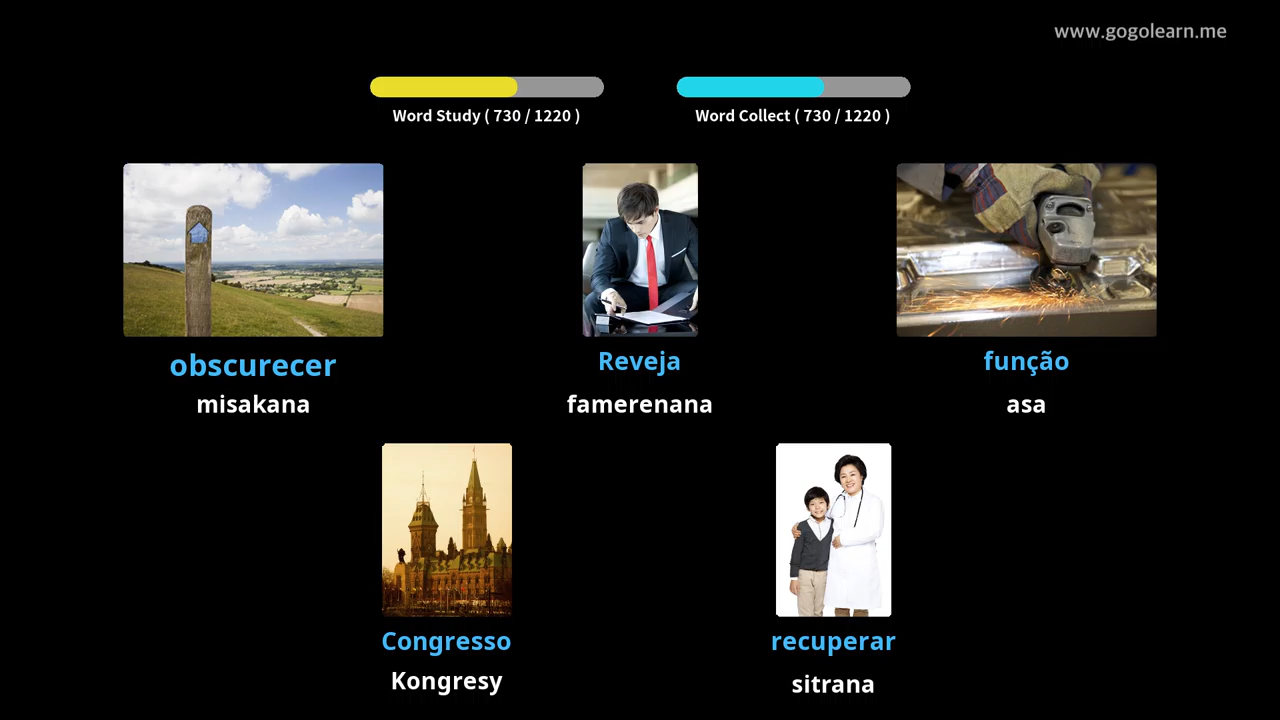 www.gogolearn.me
Word Study ( 730 / 1220 )
Word Collect ( 730 / 1220 )
obscurecer
misakana
Reveja
famerenana
função
asa
Congresso
Kongresy
recuperar
sitrana